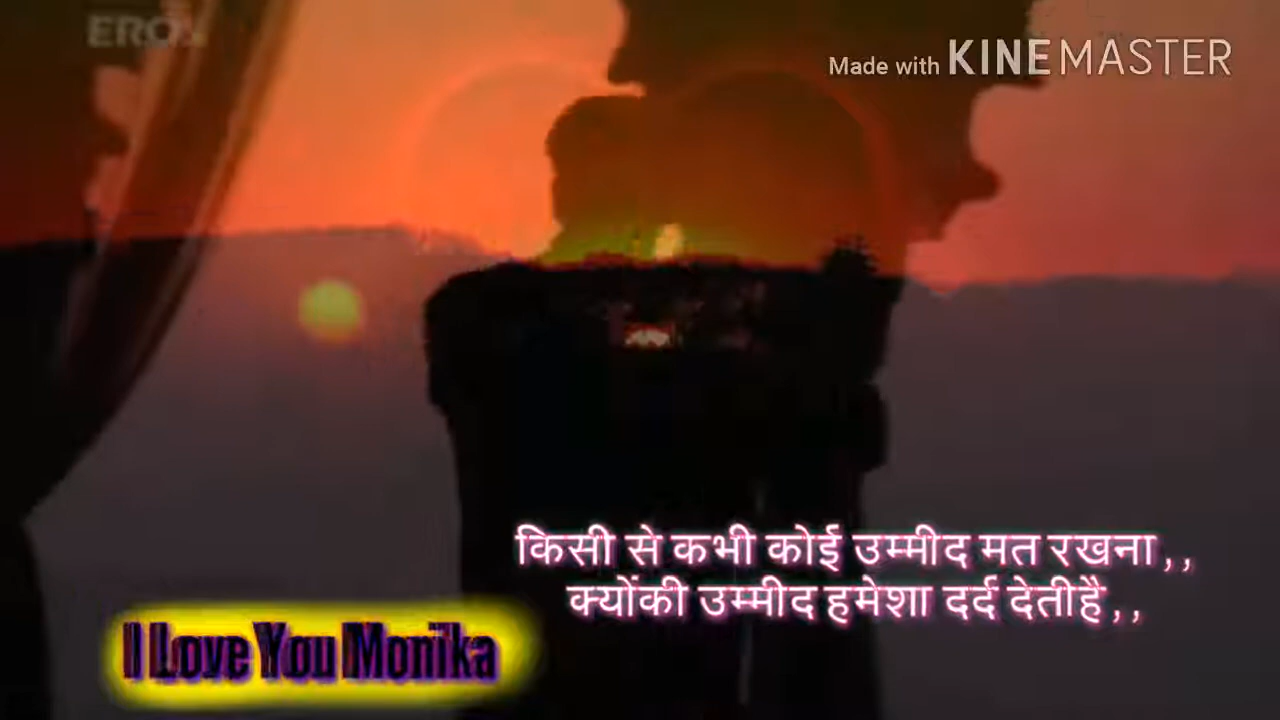 EROS
Made with KINEMASTER
किसी से कभी कोई उम्मीद मत रखना,,
क्योंकी उम्मीद हमेशा दर्द देतीहै,,
I Love You Monika